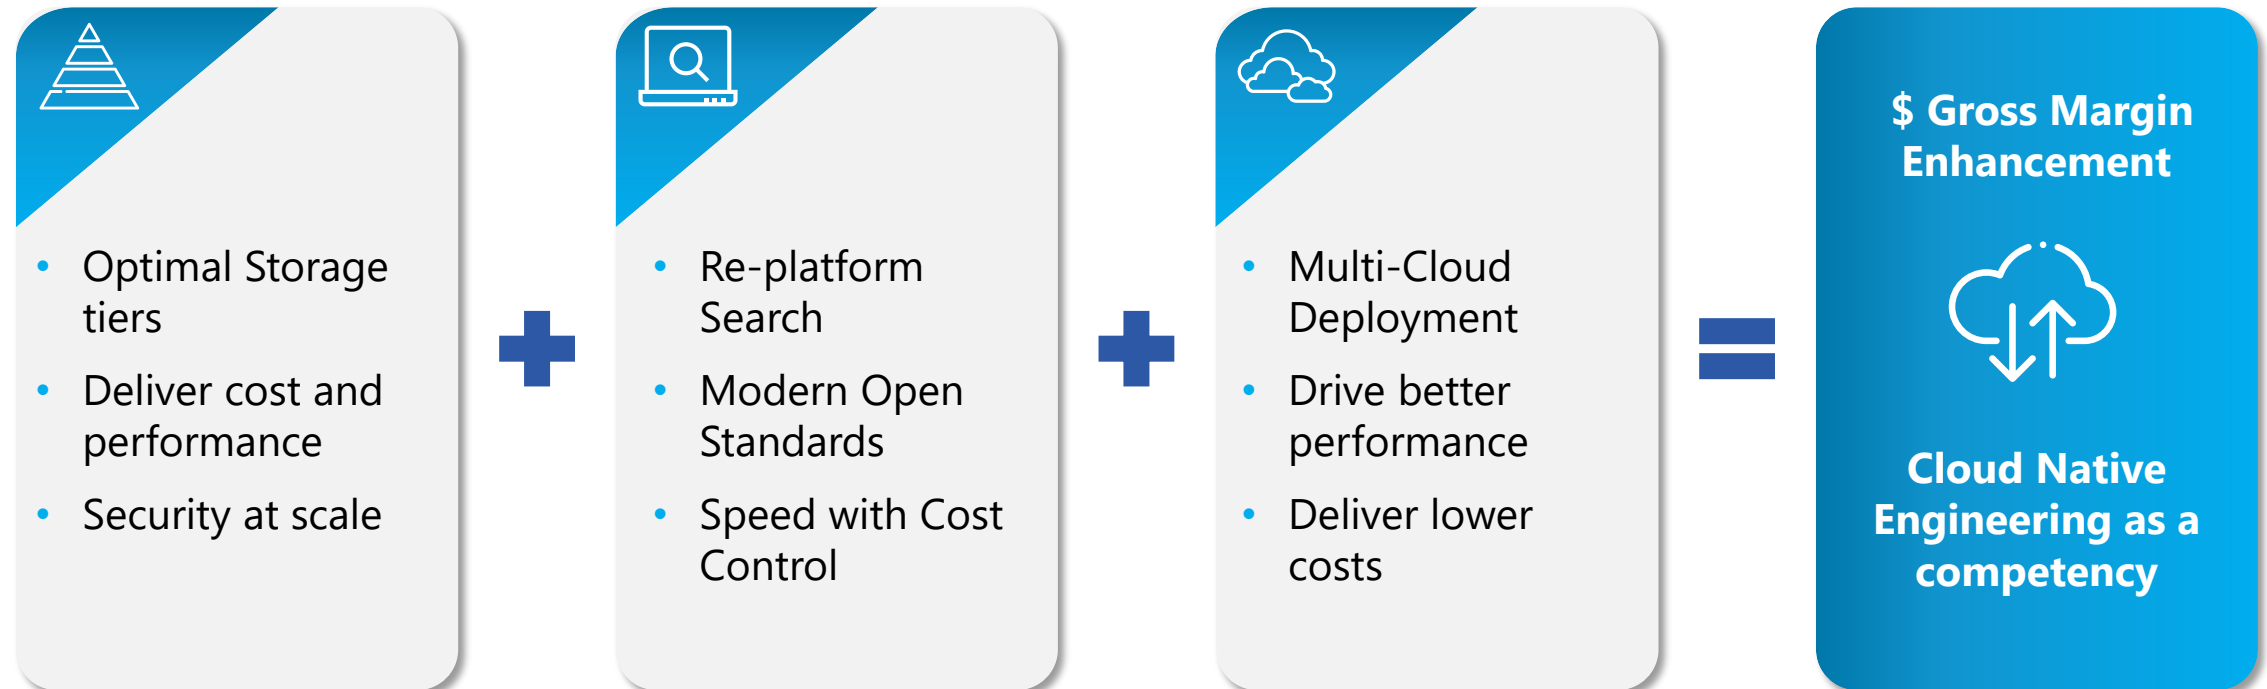 • Optimal Storage
tiers
• Deliver cost and
performance
• Security at scale
• Re-platform
Search
• Modern Open
Standards
• Speed with Cost
Control
• Multi-Cloud
Deployment
• Drive better
performance
• Deliver lower
costs
$ Gross Margin
Enhancement
Cloud Native
Engineering as a
competency